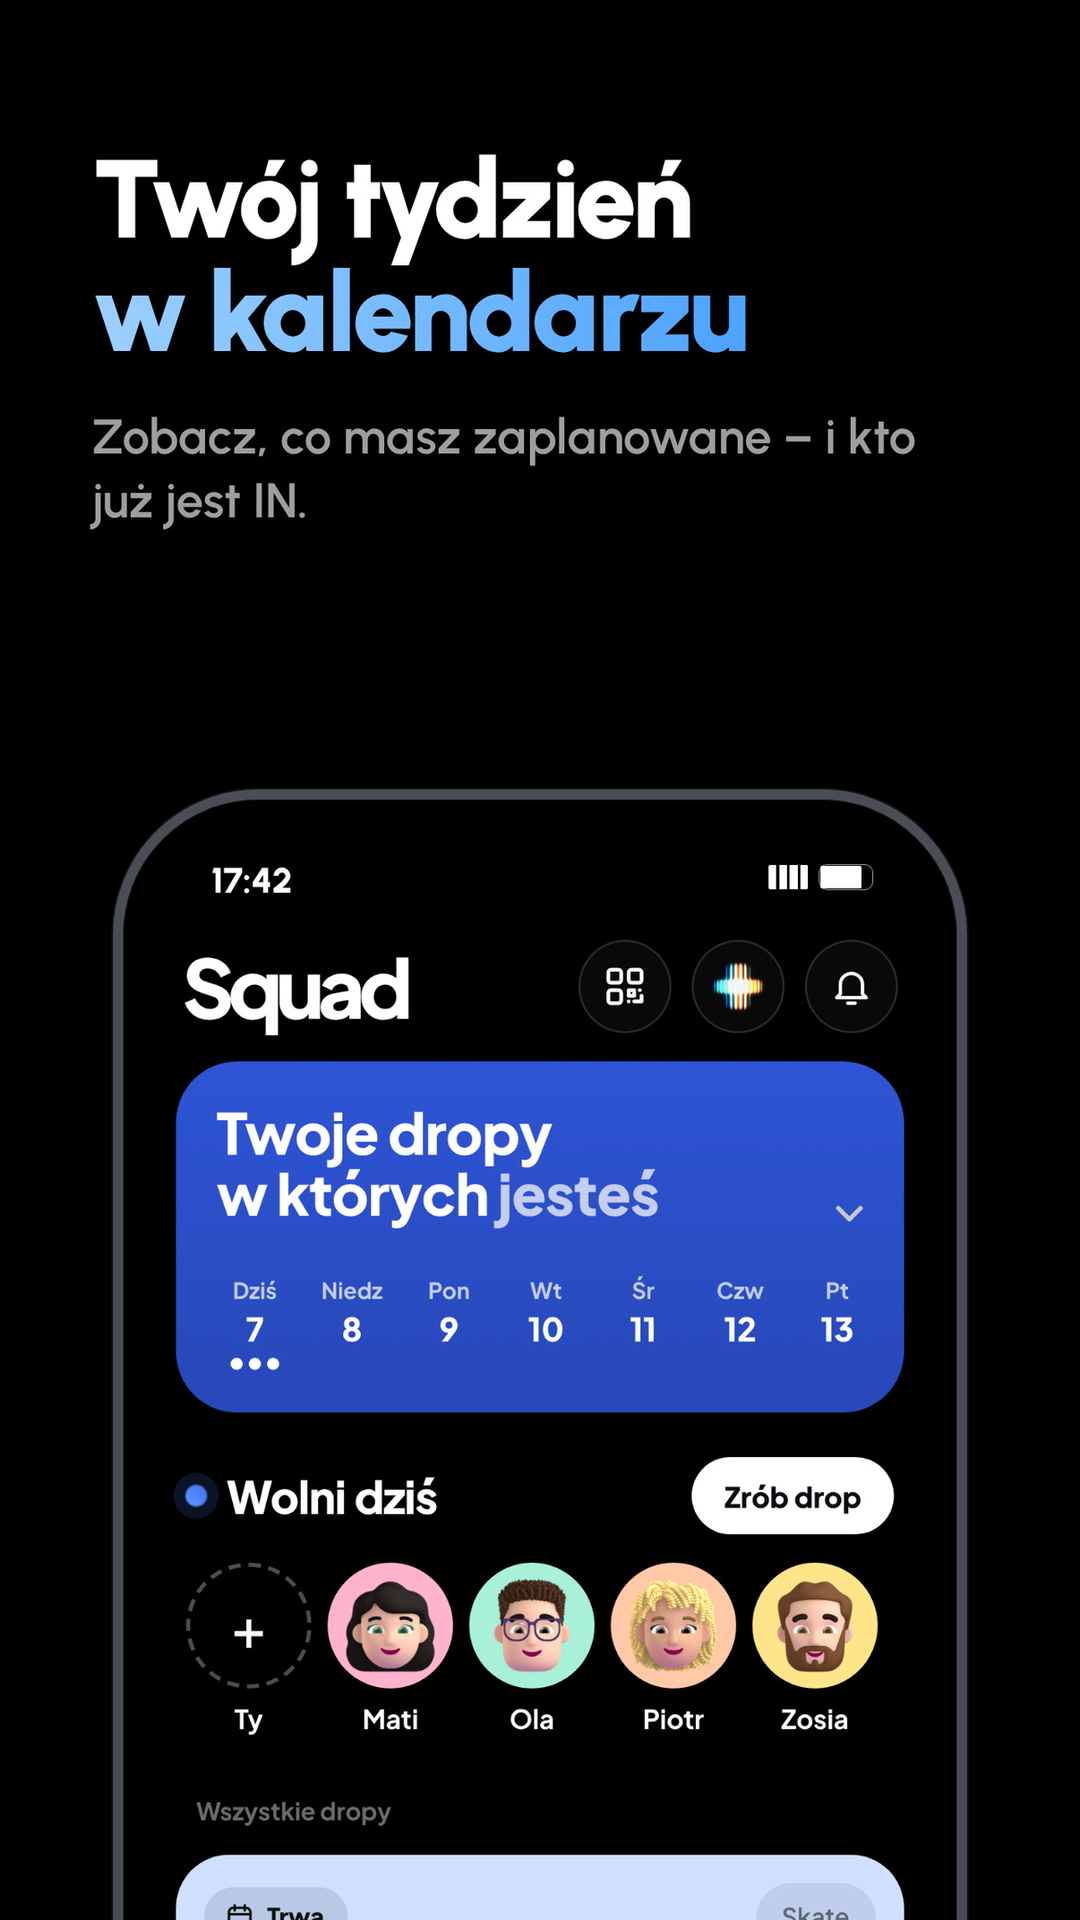 Twój tydzień
w kalendarzu
Zobacz, co masz zaplanowane – i kto
już jest IN.
17:42
Squad
Twoje dropy
w których jesteś
Dziś Niedz Pon Wt Śr Czw Pt
7 8 9 10 11 12 13
Wolni dziś Zrób drop
Ty Mati Ola Piotr Zosia
Wszystkie dropy
Trwa Skate